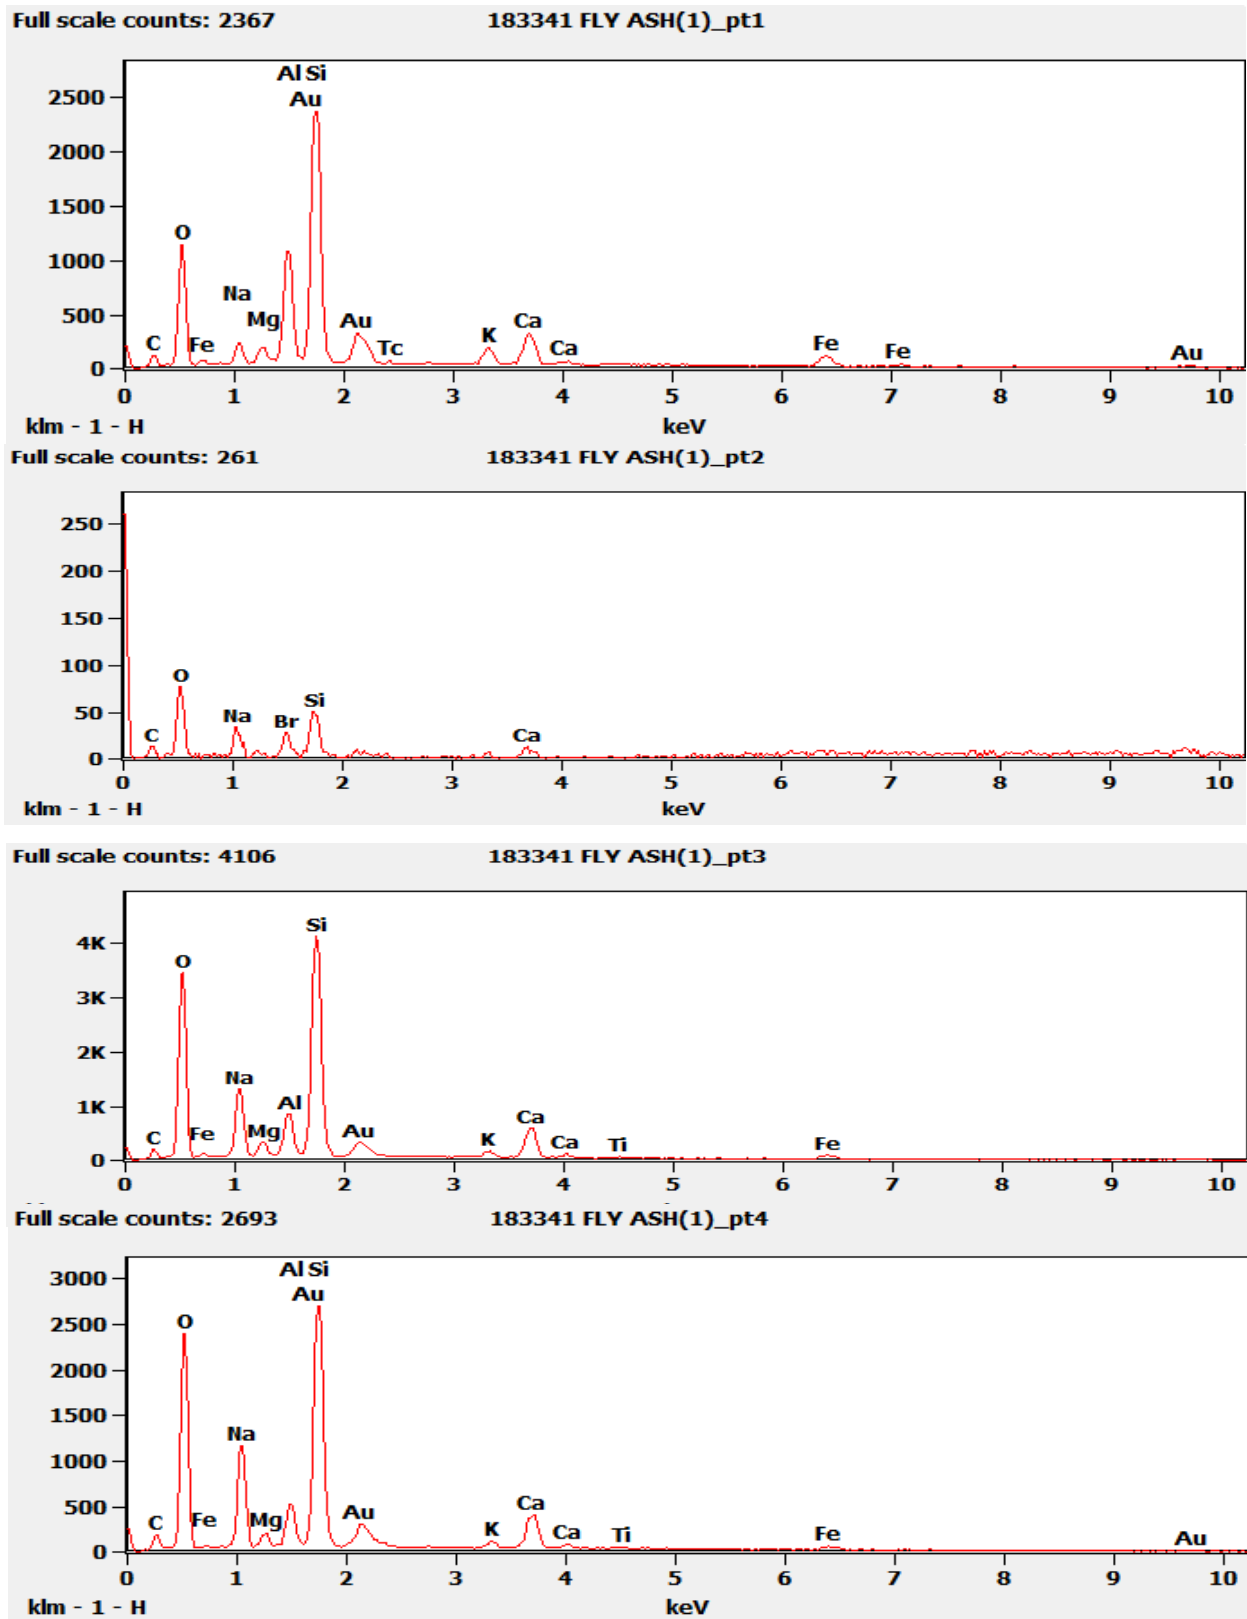 Full scale counts: 2367 183341 FLY ASH(1)_pt1
Al Si
2500 Au
2000
1500
O
1000
Na
500 C Fe Mg Au Tc K Ca Ca Fe Fe Au
0
0 1 2 3 4 5 6 7 8 9 10
klm - 1 - H keV
Full scale counts: 261 183341 FLY ASH(1)_pt2
250
200
150
100
O
50 C Na Br Si Ca
0
0 1 2 3 4 5 6 7 8 9 10
klm - 1 - H keV
Full scale counts: 4106 183341 FLY ASH(1)_pt3
Si
4K
O
3K
2K
Na
1K Al
C Fe Mg Au K Ca Ca Ti Fe
0
0 1 2 3 4 5 6 7 8 9 10
Full scale counts: 2693 183341 FLY ASH(1)_pt4
Al Si
3000 Au
2500 O
2000
1500
Na
1000
500 C Fe Mg Au K Ca Ca Ti Fe Au
0
0 1 2 3 4 5 6 7 8 9 10
klm - 1 - H keV